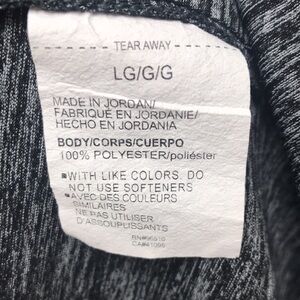 TEAR AWAY
LG/G/G
MADE IN JORDAN/
FABRIQUÉ EN JORDANIE/
HECHO EN JORDANIA
BODY/CORPS/CUERPO
100% POLYESTER/poliéster
▪WITH LIKE COLORS. DO
NOT USE SOFTENERS
▪AVEC DES COULEURS
SIMILAIRES
NE PAS UTILISER
D'ASSOUPLISSANTS